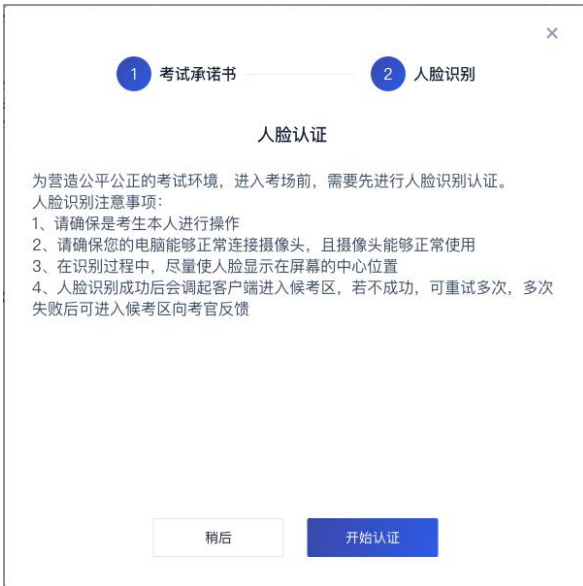 ×
1 考试承诺书 2 人脸识别
人脸认证
为营造公平公正的考试环境，进入考场前，需要先进行人脸识别认证。
人脸识别注意事项：
1、请确保是考生本人进行操作
2、请确保您的电脑能够正常连接摄像头，且摄像头能够正常使用
3、在识别过程中，尽量使人脸显示在屏幕的中心位置
4、人脸识别成功后会调起客户端进入候考区，若不成功，可重试多次，多次
失败后可进入候考区向考官反馈
稍后 开始认证